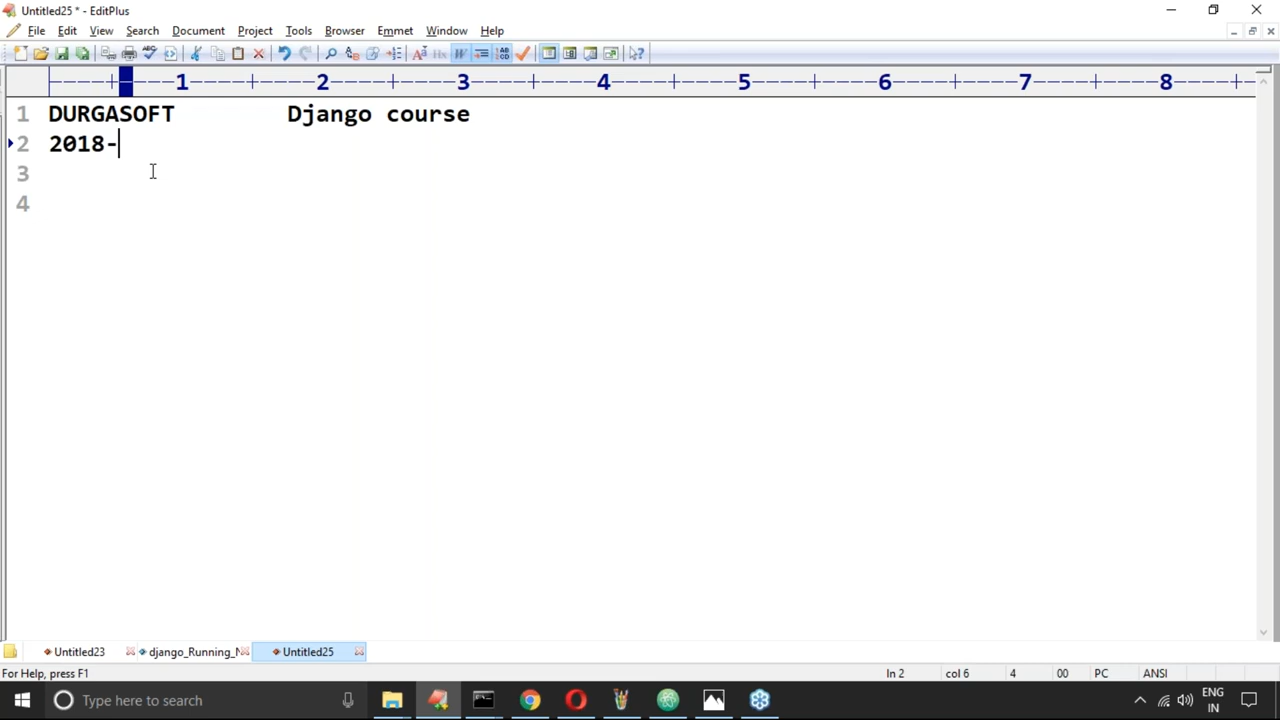 Untitled25 * - EditPlus
File Edit View Search Document Project Tools Browser Emmet Window Help
1 2 3 4 5 6 7 8
1 DURGASOFT Django course
2 2018-
3
4
Untitled23 django_Running_N Untitled25
For Help, press F1 ln 2 col 6 4 00 PC ANSI
Type here to search ENG
IN